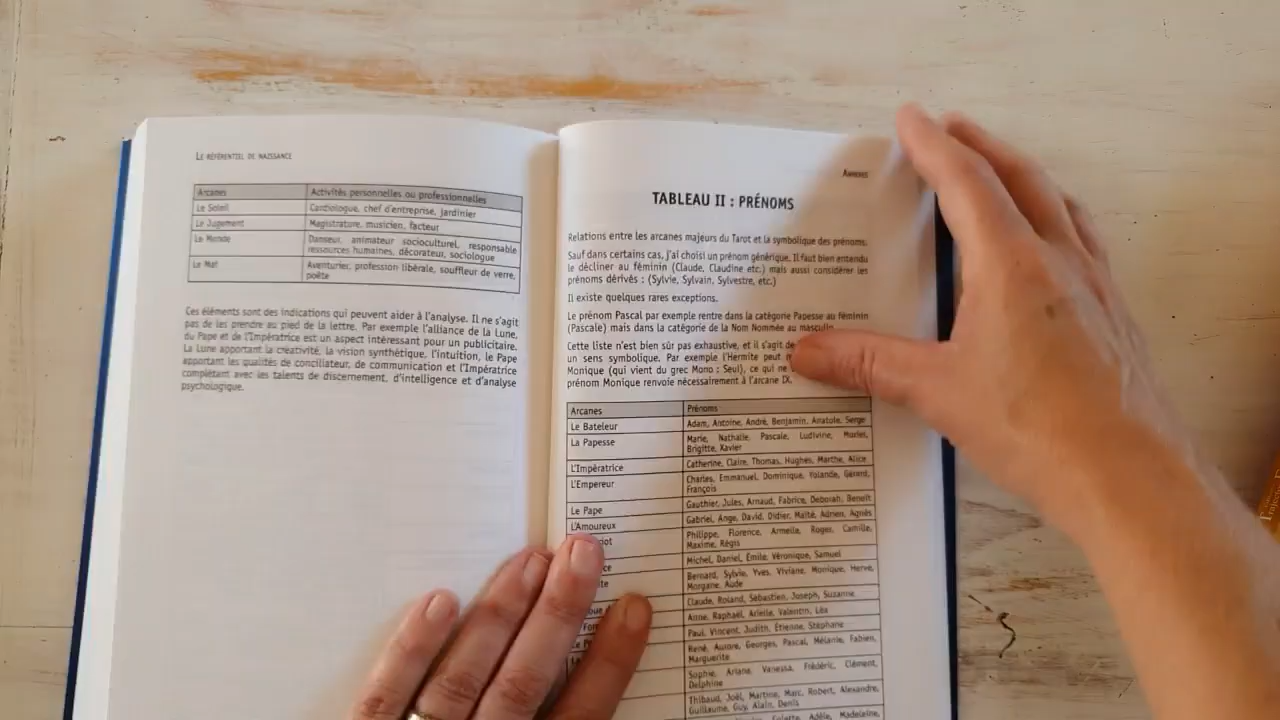 LE RÉFÉRENTIEL DE NAISSANCE
Arcanes Activités personnelles ou professionnelles
Le Soleil Cardiologue, chef d'entreprise, jardinier
Le Jugement Magistrature, musicien, facteur
Le Monde Danseur, animateur socioculturel, responsable
ressources humaines, décorateur, sociologue
Le Mat Aventurier, profession libérale, souffleur de verre,
poète
Ces éléments sont des indications qui peuvent aider à l'analyse. Il ne s'agit
pas de les prendre au pied de la lettre. Par exemple l'alliance de la Lune,
du Pape et de l'Impératrice est un aspect intéressant pour un publicitaire.
La Lune apportant la créativité, la vision synthétique, l'intuition, le Pape
apportant les qualités de conciliateur, de communication et l'Impératrice
complétant avec les talents de discernement, d'intelligence et d'analyse
psychologique.
ANNEXES
TABLEAU II : PRÉNOMS
Relations entre les arcanes majeurs du Tarot et la symbolique des prénoms.
Sauf dans certains cas, j'ai choisi un prénom générique. Il faut bien entendu
le décliner au féminin (Claude, Claudine etc.) mais aussi considérer les
prénoms dérivés : (Sylvie, Sylvain, Sylvestre, etc.)
Il existe quelques rares exceptions.
Le prénom Pascal par exemple rentre dans la catégorie Papesse au féminin
(Pascale) mais dans la catégorie de la Nom Nommée au masculin.
Cette liste n'est bien sûr pas exhaustive, et il s'agit de
un sens symbolique. Par exemple l'Hermite peut
Monique (qui vient du grec Mono : Seul), ce qui ne
prénom Monique renvoie nécessairement à l'arcane IX.
Arcanes Prénoms
Le Bateleur Adam, Antoine, André, Benjamin, Anatole, Serge
La Papesse Marie, Nathalie, Pascale, Ludivine, Muriel,
Brigitte, Xavier
L'Impératrice Catherine, Claire, Thomas, Hughes, Marthe, Alice
L'Empereur Charles, Emmanuel, Dominique, Yolande, Gérard,
François
Le Pape Gauthier, Jules, Arnaud, Fabrice, Deborah, Benoît
L'Amoureux Gabriel, Ange, David, Didier, Maïté, Adrien, Agnès
iot Philippe, Florence, Armelle, Roger, Camille,
Maxime, Régis
ce Michel, Daniel, Emile, Véronique, Samuel
ite Bernard, Sylvie, Yves, Viviane, Monique, Hervé,
Morgane, Aude
oue Claude, Roland, Sébastien, Joseph, Suzanne
For Anne, Raphaël, Arielle, Valentin, Léa
Paul, Vincent, Judith, Étienne, Stéphane
René, Aurore, Georges, Pascal, Mélanie, Fabien,
Marguerite
Sophie, Ariane, Vanessa, Frédéric, Clément,
Delphine
Thibaud, Joël, Martine, Marc, Robert, Alexandre,
Guillaume, Guy, Alain, Denis
Colette, Adèle, Madeleine,